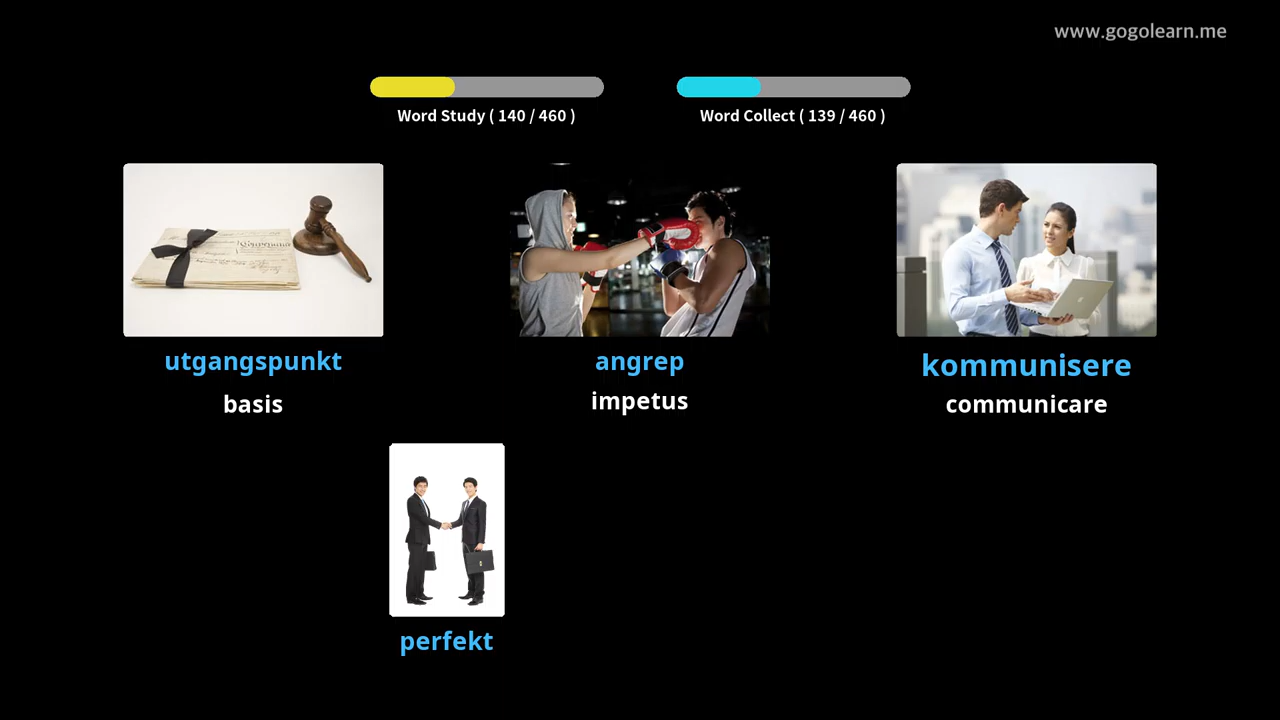 www.gogolearn.me
Word Study ( 140 / 460 )
Word Collect ( 139 / 460 )
utgangspunkt
angrep
kommunisere
basis
impetus
communicare
perfekt